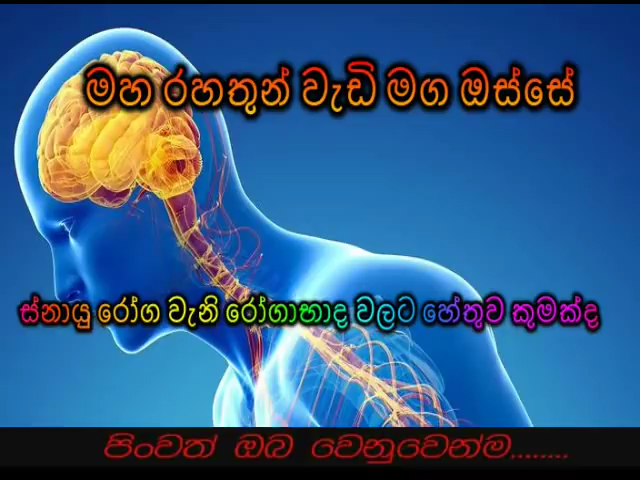 මහ රහතුන් වැඩි මග ඔස්සේ
ස්නායු රෝග වැනි රෝගාභාද වලට හේතුව කුමක්ද
පිංවත් ඔබ වෙනුවෙන්ම........